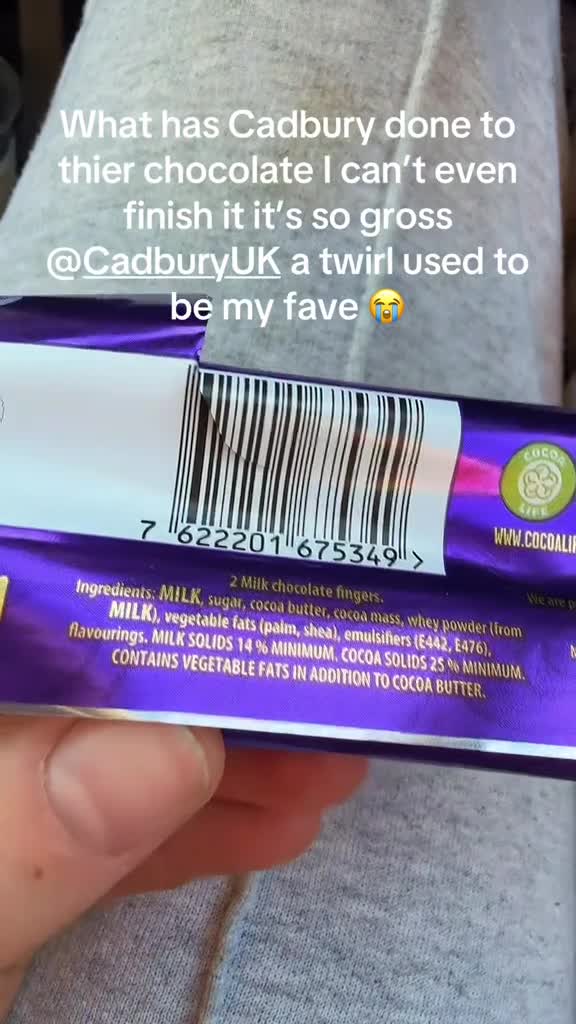 What has Cadbury done to
thier chocolate I can't even
finish it it's so gross
@CadburyUK a twirl used to
be my fave 😭
COCOA
LIFE
WWW.COCOALIF
7 622201 675349 >
We are p
2 Milk chocolate fingers.
Ingredients: MILK, sugar, cocoa butter, cocoa mass, whey powder (from
MILK), vegetable fats (palm, shea), emulsifiers (E442, E476),
flavourings. MILK SOLIDS 14 % MINIMUM. COCOA SOLIDS 25 % MINIMUM.
CONTAINS VEGETABLE FATS IN ADDITION TO COCOA BUTTER.